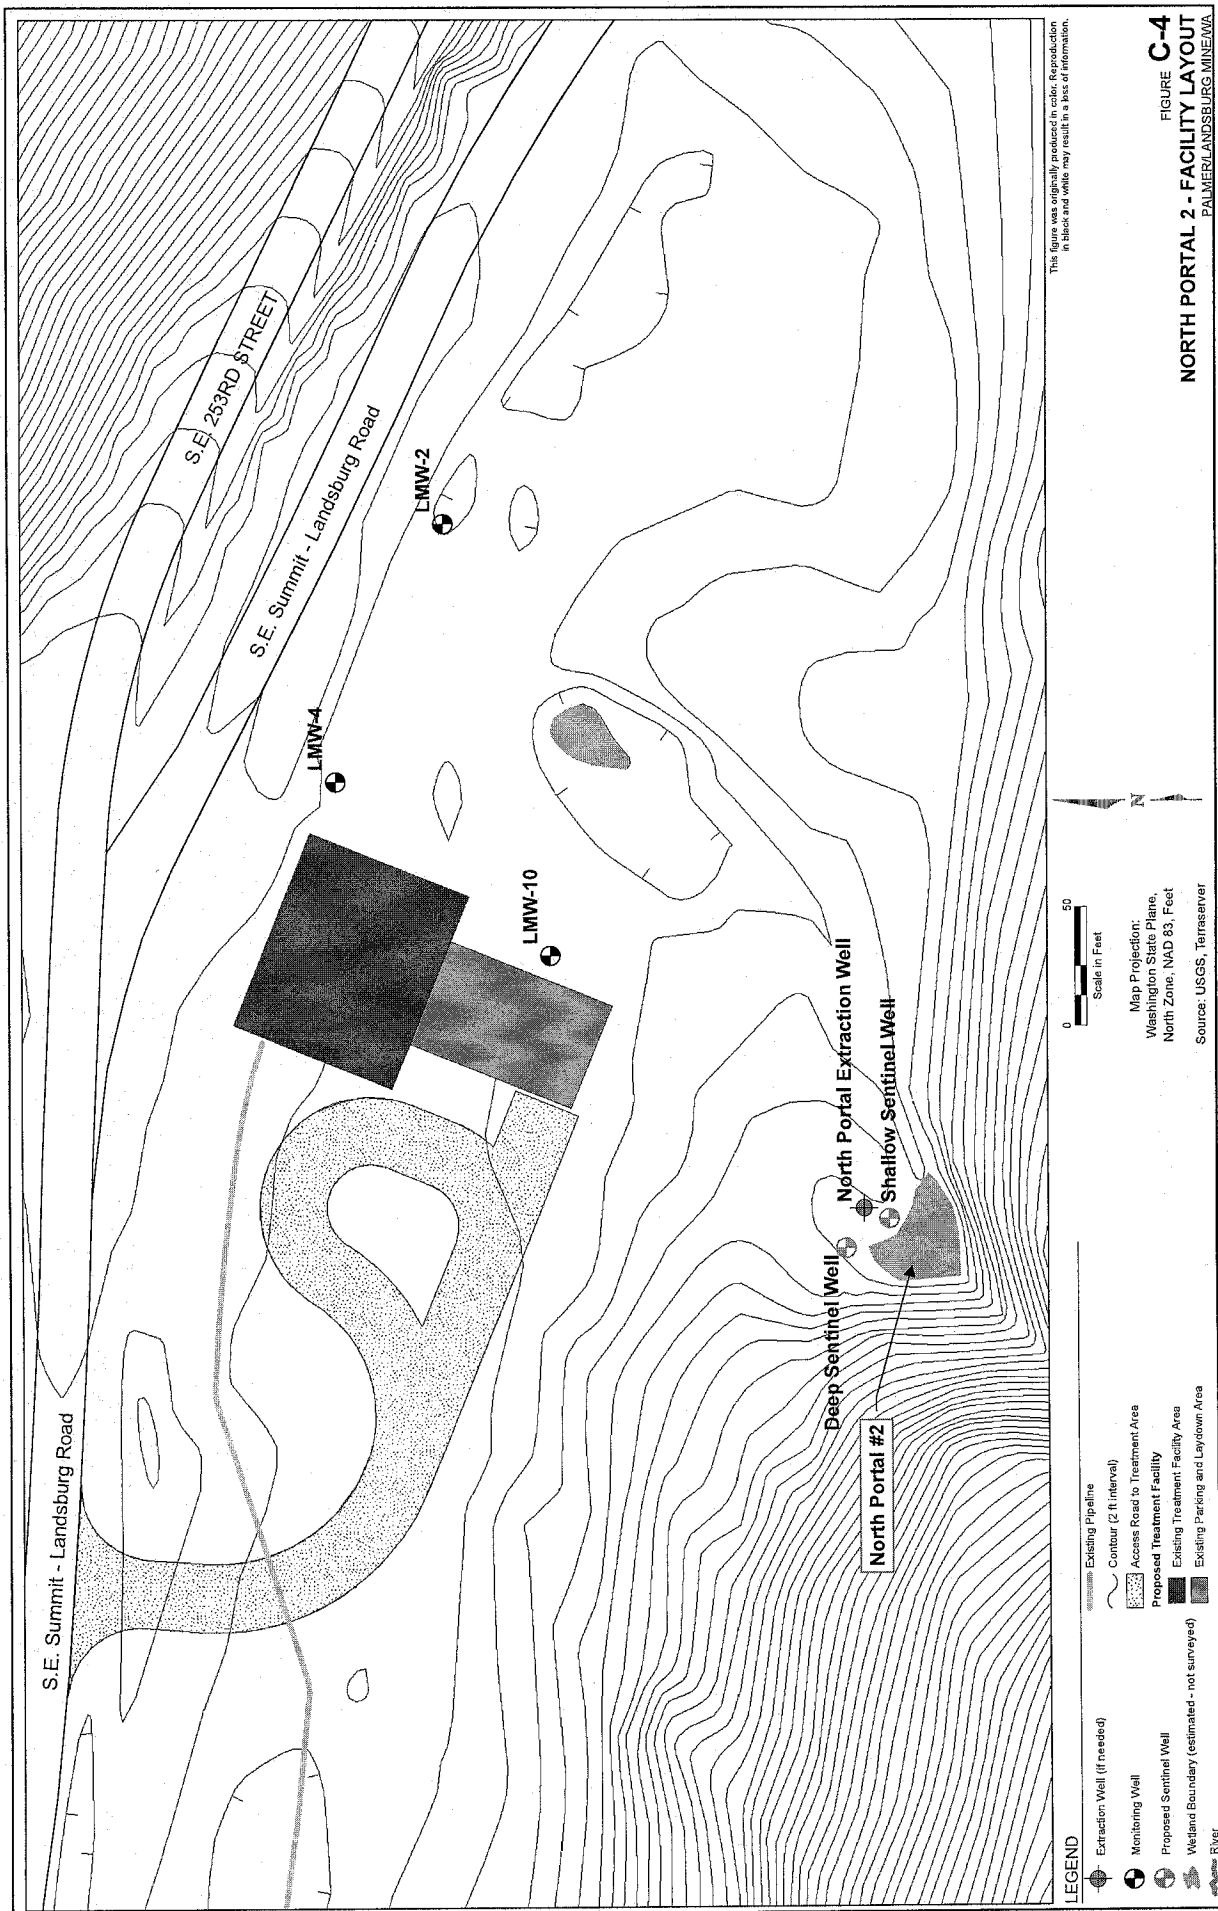 S.E. Summit - Landsburg Road
S.E. 253RD STREET
S.E. Summit - Landsburg Road
LMW-4
LMW-2
LMW-10
North Portal Extraction Well
Shallow Sentinel Well
Deep Sentinel Well
North Portal #2
LEGEND
Extraction Well (if needed)
Monitoring Well
Proposed Sentinel Well
Wetland Boundary (estimated - not surveyed)
River
Existing Pipeline
Contour (2 ft interval)
Access Road to Treatment Area
Proposed Treatment Facility
Existing Treatment Facility Area
Existing Parking and Laydown Area
0 50
Scale in Feet
Map Projection:
Washington State Plane,
North Zone, NAD 83, Feet
Source: USGS, Terraserver
N
This figure was originally produced in color. Reproduction
in black and white may result in a loss of information.
FIGURE C-4
NORTH PORTAL 2 - FACILITY LAYOUT
PALMER/LANDSBURG MINE/WA